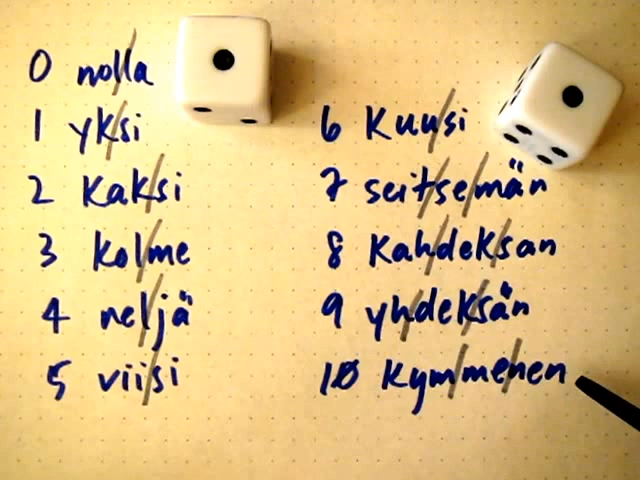 0 nolla
1 yksi
2 kaksi
3 kolme
4 neljä
5 viisi
6 kuusi
7 seitsemän
8 kahdeksan
9 yhdeksän
10 kymmenen